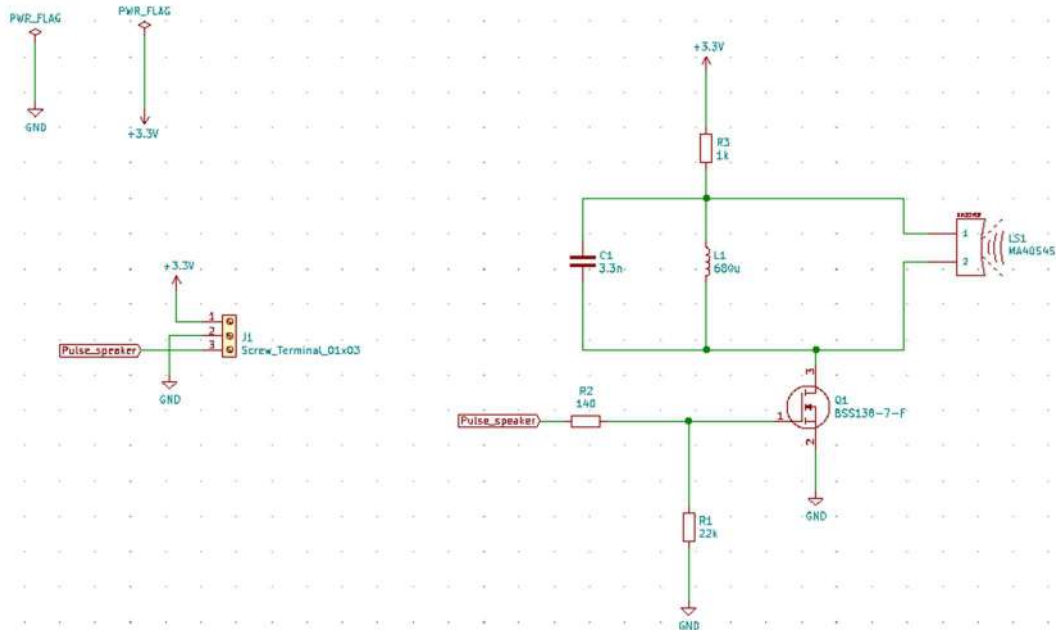 PWR_FLAG
PWR_FLAG
GND
+3.3V
+3.3V
R3
1k
C1
3.3n
L1
680u
1
2
LS1
MA40S4S
+3.3V
1
2
3
J1
Screw_Terminal_01x03
Pulse_speaker
GND
Pulse_speaker
R2
140
3
1
2
Q1
BSS138-7-F
GND
R1
22k
GND